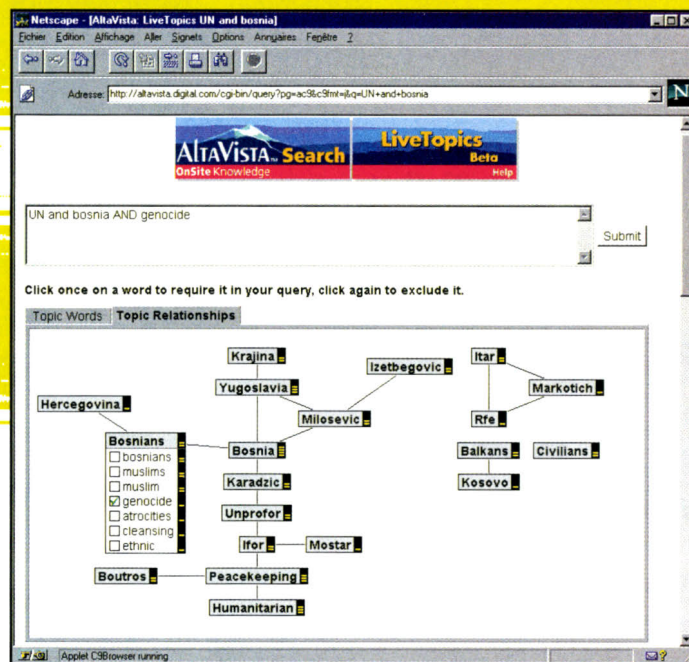 Netscape - [AltaVista: LiveTopics UN and bosnia]
Fichier Edition Affichage Aller Signets Options Annuaires Fenêtre ?
Adresse: http://altavista.digital.com/cgi-bin/query?pg=ac9&c9fmt=j&q=UN+and+bosnia
N
ALTAVISTA™ Search
OnSite Knowledge
LiveTopics
Beta
Help
UN and bosnia AND genocide
Submit
Click once on a word to require it in your query, click again to exclude it.
Topic Words Topic Relationships
Krajina
Izetbegovic
Itar
Yugoslavia
Markotich
Hercegovina
Milosevic
Rfe
Bosnians
Bosnia
Balkans
Civilians
bosnians
muslims
muslim
genocide
atrocities
cleansing
ethnic
Karadzic
Kosovo
Unprofor
Ifor
Mostar
Boutros
Peacekeeping
Humanitarian
Applet C9Browser running